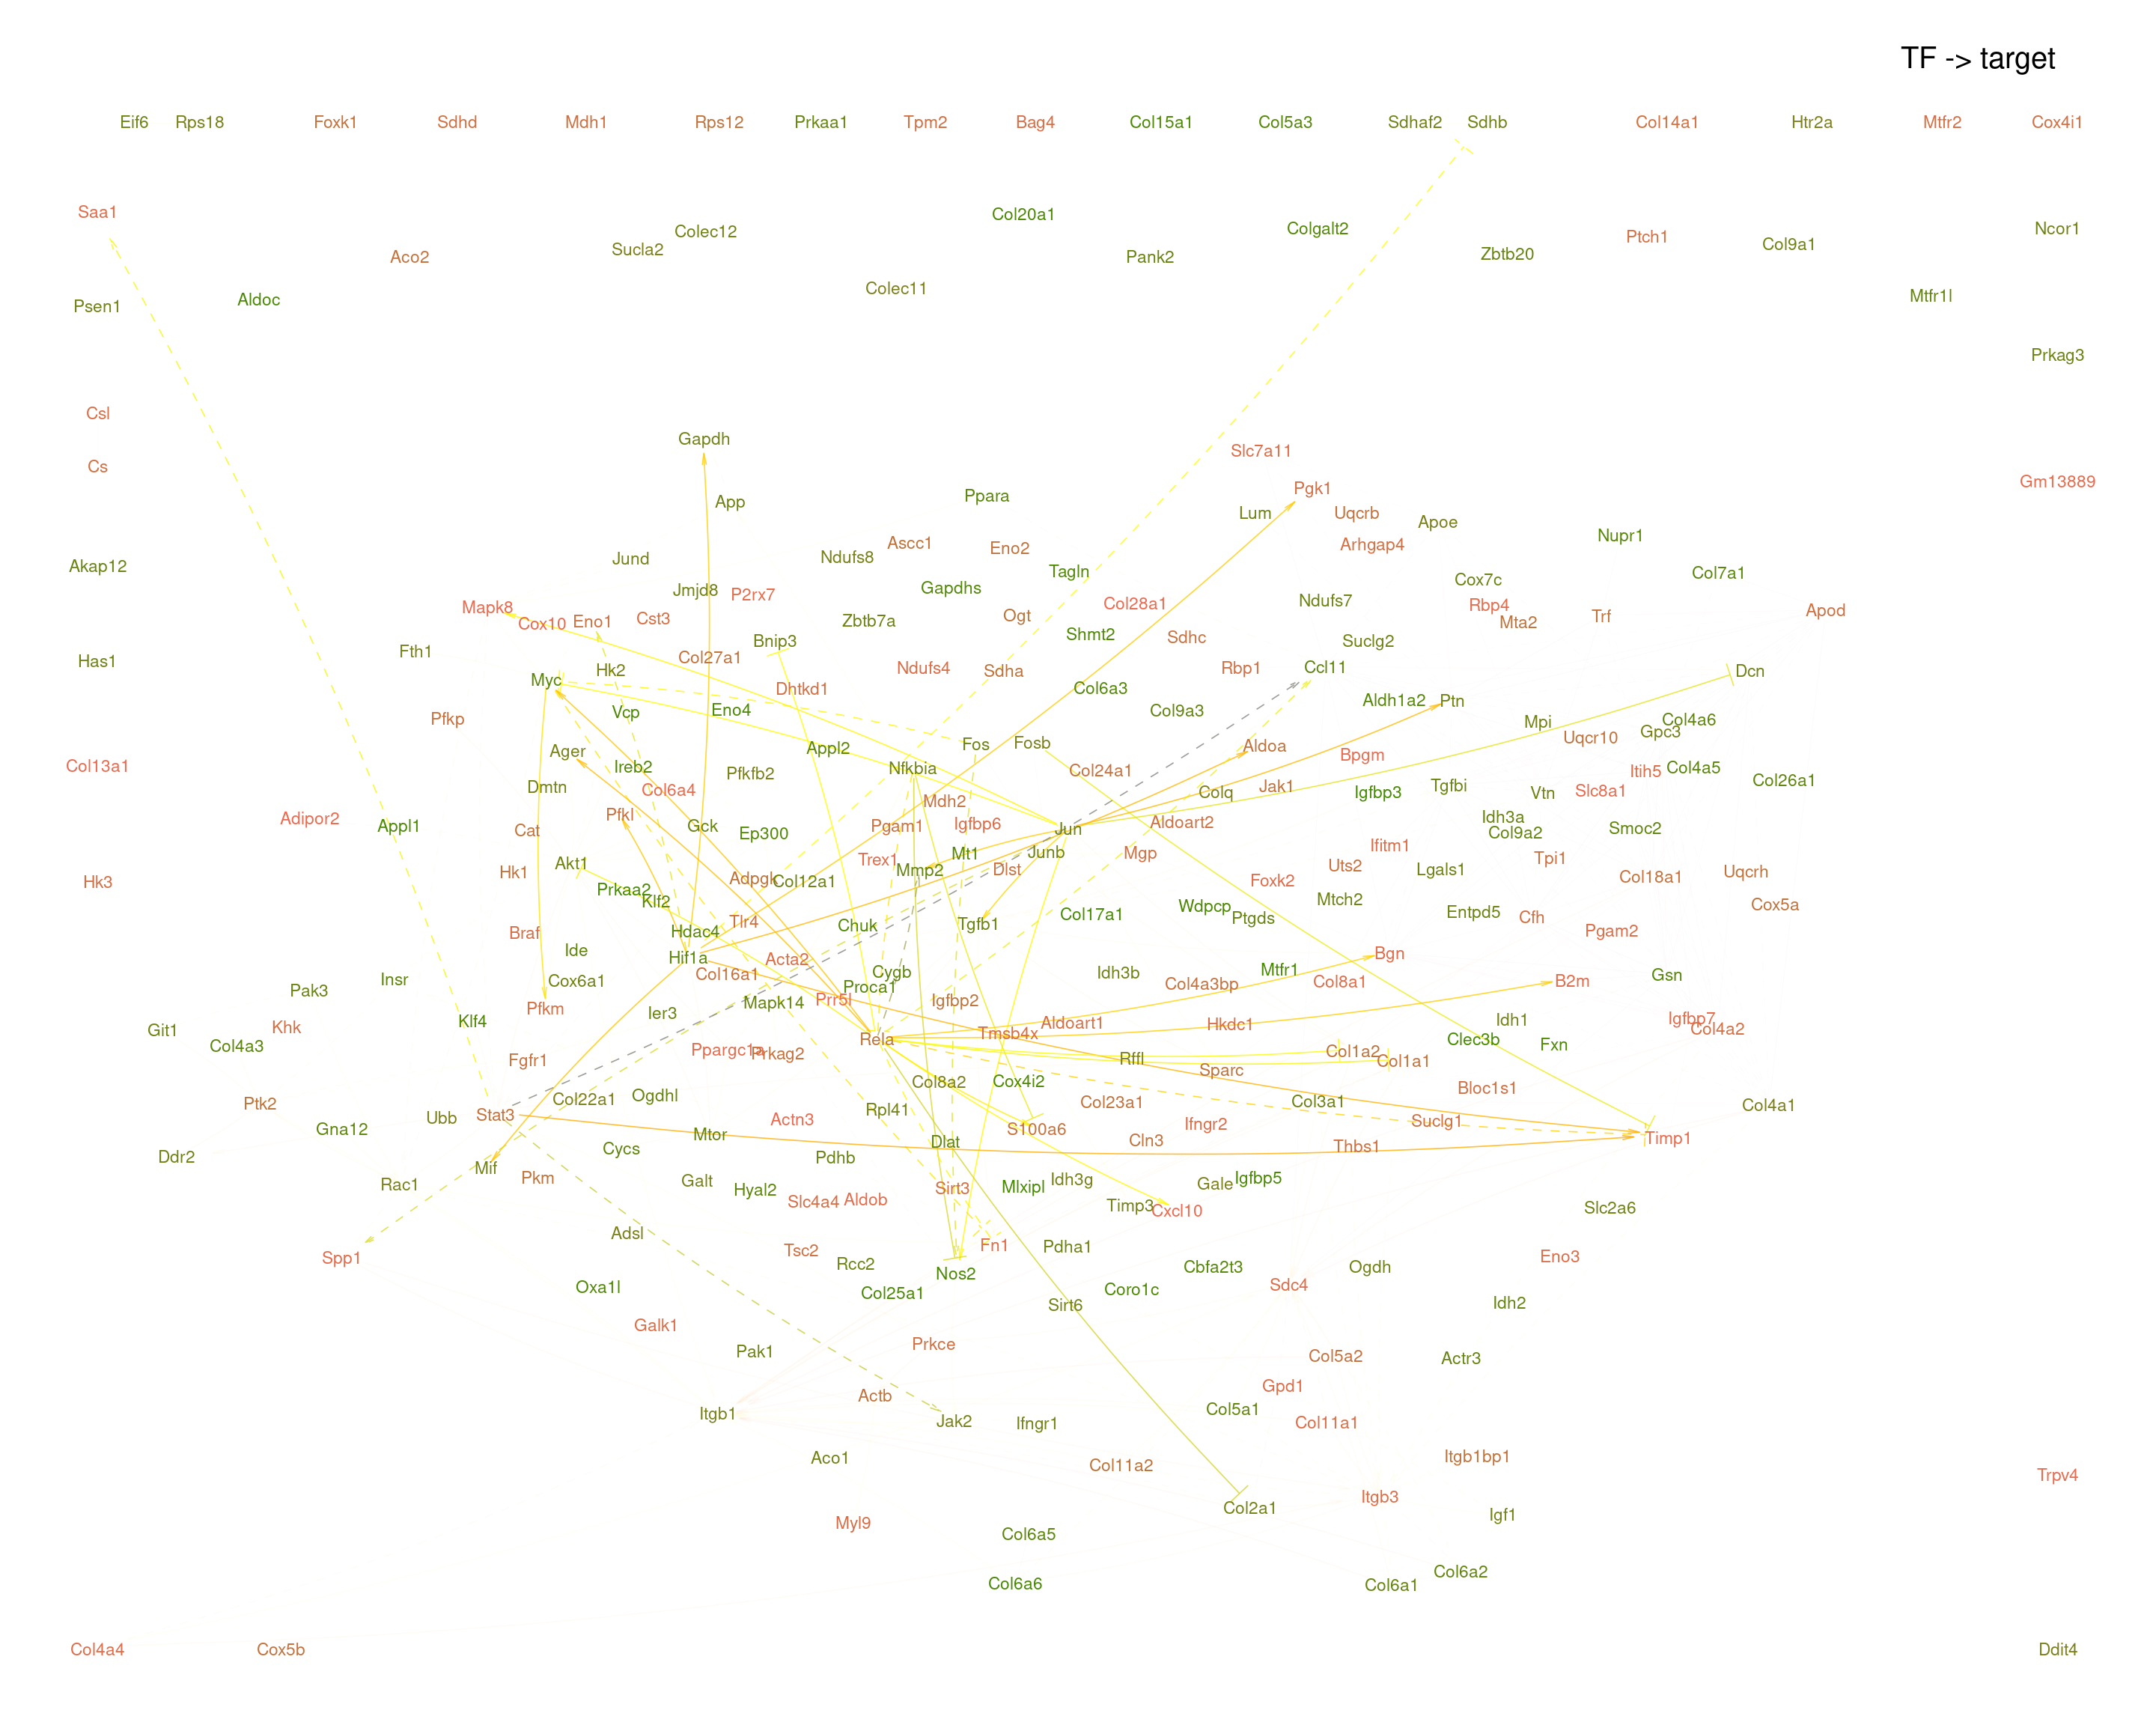 TF -> target
Eif6 Rps18 Foxk1 Sdhd Mdh1 Rps12 Prkaa1 Tpm2 Bag4 Col15a1 Col5a3 Sdhaf2 Sdhb Col14a1 Htr2a Mtfr2 Cox4i1
Saa1 Col20a1
Colec12 Colgalt2 Ptch1 Ncor1
Aco2 Sucla2 Pank2 Zbtb20 Col9a1
Psen1 Aldoc Colec11 Mtfr1l
Prkag3
Csl
Gapdh Slc7a11
Cs Gm13889
App Ppara Pgk1
Lum Uqcrb Apoe
Ascc1 Eno2 Arhgap4 Nupr1
Akap12 Jund Ndufs8 Tagln Col7a1
Jmjd8 P2rx7 Gapdhs Cox7c
Mapk8 Col28a1 Ndufs7 Rbp4 Apod
Cox10 Eno1 Cst3 Zbtb7a Ogt Mta2 Trf
Fth1 Bnip3 Shmt2 Sdhc Suclg2
Has1 Hk2 Col27a1 Ndufs4 Sdha Rbp1 Ccl11 Dcn
Myc Dhtkd1 Col6a3 Aldh1a2 Ptn
Pfkp Vcp Eno4 Col9a3 Mpi Col4a6
Ager Appl2 Fos Fosb Aldoa Bpgm Uqcr10 Gpc3
Col13a1 Ireb2 Pfkfb2 Nfkbia Col24a1 Itih5 Col4a5
Dmtn Col6a4 Mdh2 Colq Jak1 Igfbp3 Tgfbi Vtn Slc8a1 Col26a1
Adipor2 Appl1 Cat Pfkl Gck Ep300 Pgam1 Igfbp6 Jun Aldoart2 Idh3a Col9a2 Smoc2
Akt1 Trex1 Mt1 Junb Mgp Ifitm1 Tpi1
Hk3 Hk1 Prkaa2 Adpgk Col12a1 Mmp2 Dlst Foxk2 Uts2 Lgals1 Col18a1 Uqcrh
Klf2 Tlr4 Col17a1 Wdpcp Ptgds Mtch2 Entpd5 Cfh Cox5a
Braf Hdac4 Chuk Tgfb1 Pgam2
Ide Hif1a Acta2 Bgn
Pak3 Insr Cox6a1 Col16a1 Proca1 Cygb Idh3b Col4a3bp Mtfr1 Col8a1 B2m Gsn
Pfkm Ier3 Mapk14 Prr5l Igfbp2
Git1 Khk Klf4 Rela Tmsb4x Aldoart1 Hkdc1 Idh1 Igfbp7 Col4a2
Col4a3 Fgfr1 Ppargc1a Prkag2 Rffl Col1a2 Col1a1 Clec3b Fxn
Col8a2 Cox4i2 Sparc Bloc1s1
Ptk2 Stat3 Ubb Col22a1 Ogdhl Rpl41 Col23a1 Col3a1 Col4a1
Gna12 Mtor Actn3 S100a6 Ifngr2 Suclg1
Ddr2 Mif Cycs Pdhb Dlat Cln3 Thbs1 Timp1
Rac1 Pkm Galt Hyal2 Sirt3 Mlxipl Idh3g Gale Igfbp5
Adsl Slc4a4 Aldob Timp3 Cxcl10 Slc2a6
Spp1 Tsc2 Rcc2 Fn1 Pdha1 Eno3
Oxa1l Col25a1 Nos2 Coro1c Cbfa2t3 Sdc4 Ogdh
Galk1 Sirt6 Idh2
Pak1 Prkce Col5a2 Actr3
Itgb1 Actb Jak2 Ifngr1 Col5a1 Gpd1 Col11a1
Aco1 Col11a2 Itgb1bp1
Col2a1 Itgb3 Trpv4
Myl9 Col6a5 Igf1
Col6a6 Col6a1 Col6a2
Col4a4 Cox5b Ddit4